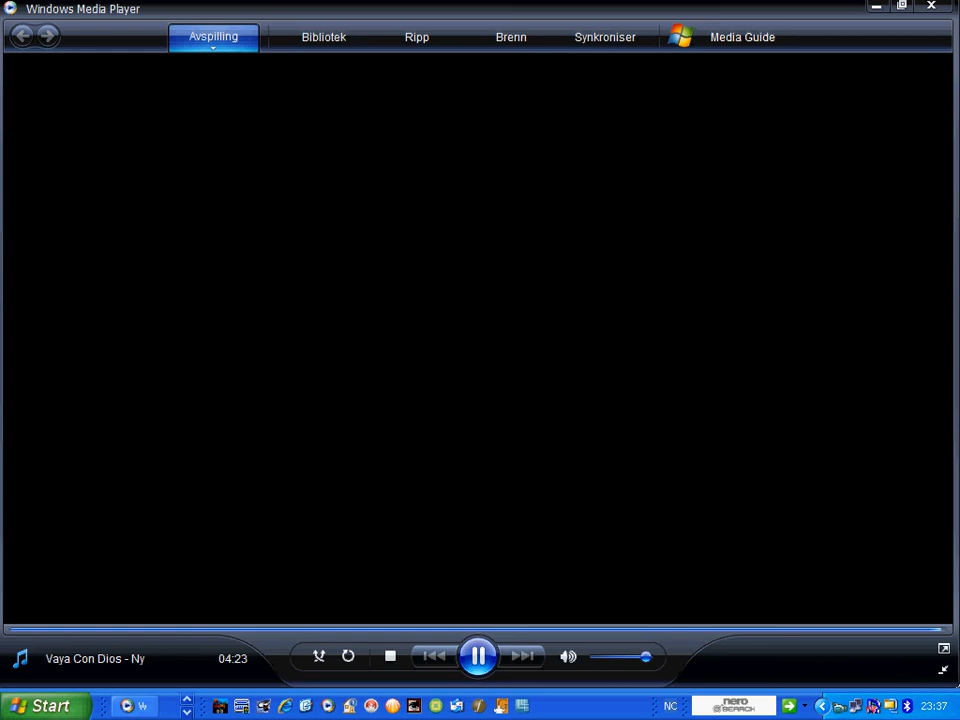 Windows Media Player
Avspilling
Bibliotek
Ripp
Brenn
Synkroniser
Media Guide
Vaya Con Dios - Ny
04:23
Start
NC
nero
SEARCH
23:37